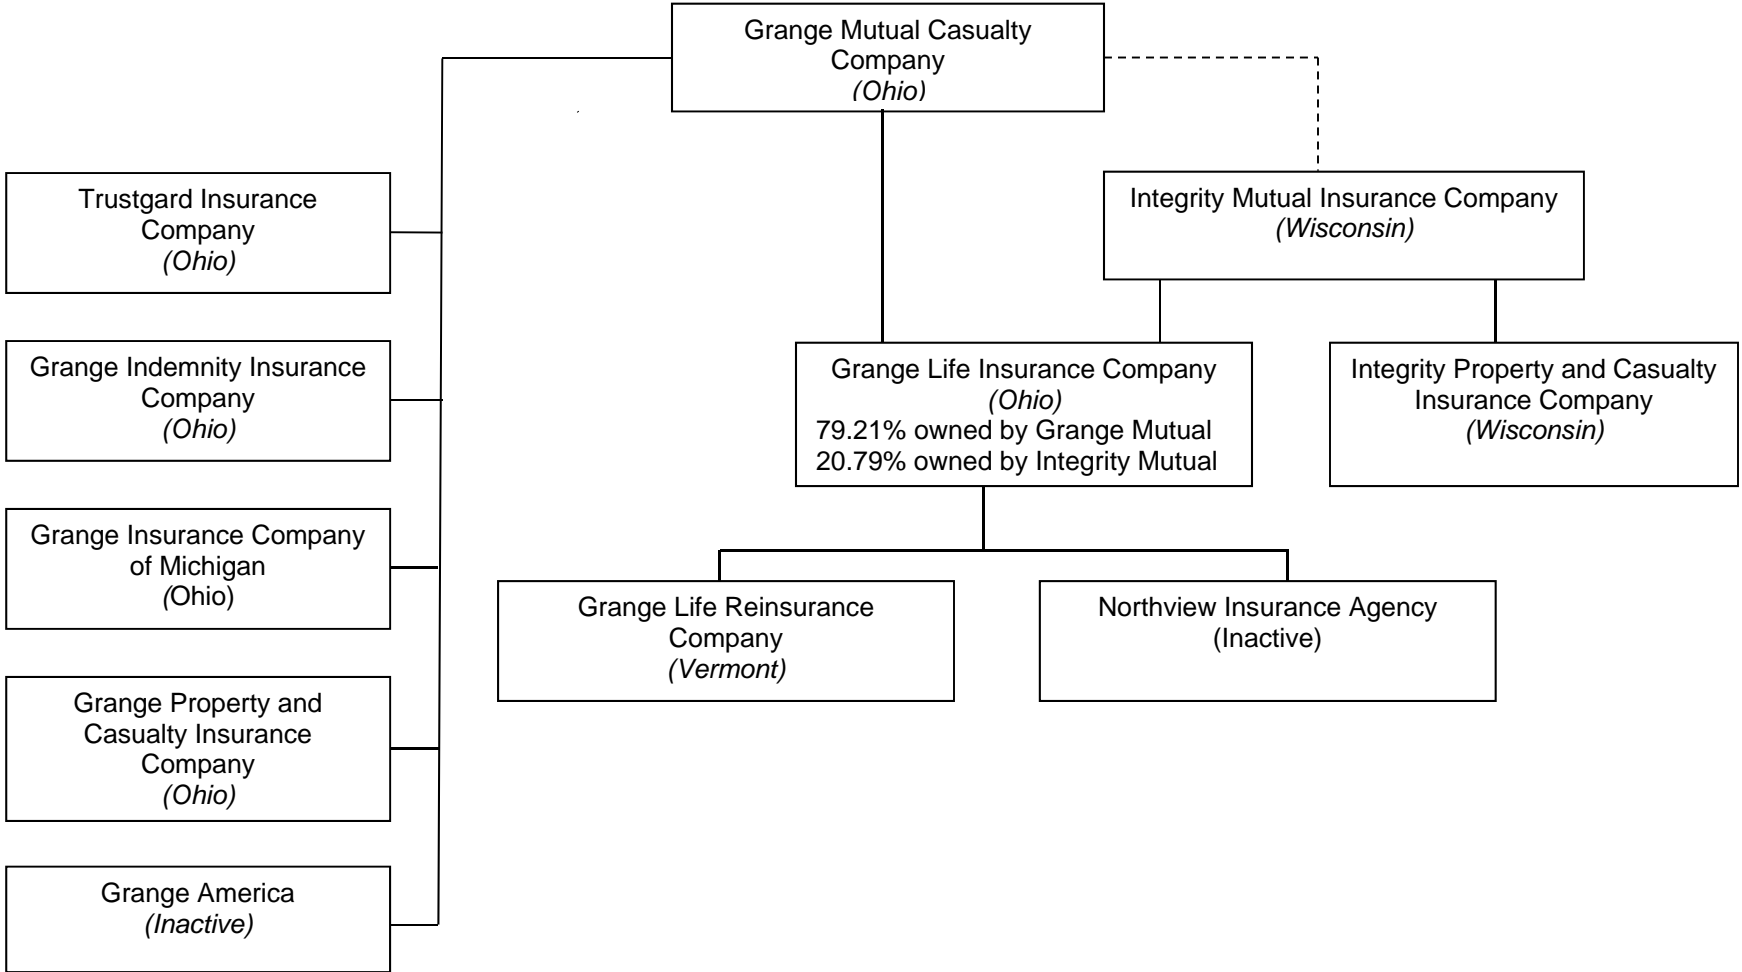 Grange Mutual Casualty
Company
(Ohio)
Trustgard Insurance
Company
(Ohio)
Integrity Mutual Insurance Company
(Wisconsin)
Grange Indemnity Insurance
Company
(Ohio)
Grange Life Insurance Company
(Ohio)
79.21% owned by Grange Mutual
20.79% owned by Integrity Mutual
Integrity Property and Casualty
Insurance Company
(Wisconsin)
Grange Insurance Company
of Michigan
(Ohio)
Grange Life Reinsurance
Company
(Vermont)
Northview Insurance Agency
(Inactive)
Grange Property and
Casualty Insurance
Company
(Ohio)
Grange America
(Inactive)